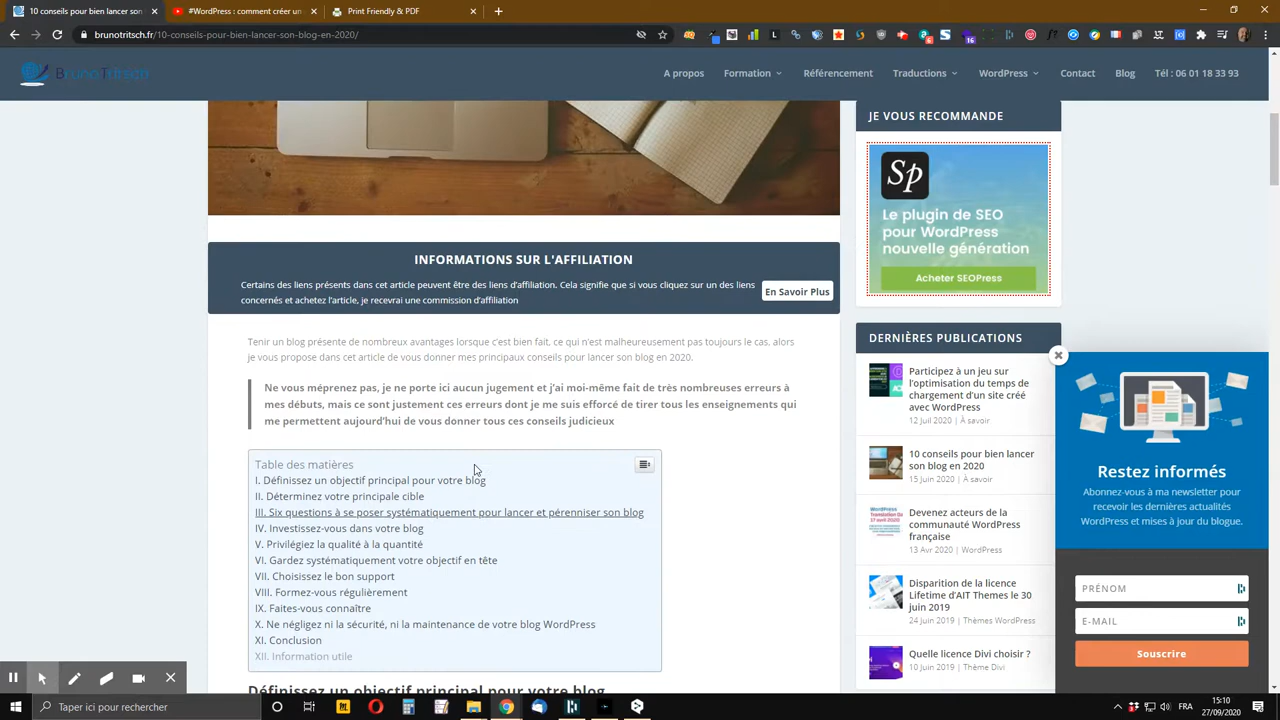 10 conseils pour bien lancer son
#WordPress : comment créer un
Print Friendly & PDF
brunotritsch.fr/10-conseils-pour-bien-lancer-son-blog-en-2020/
Bruno Tritsch
A propos
Formation
Référencement
Traductions
WordPress
Contact
Blog
Tél : 06 01 18 33 93
INFORMATIONS SUR L'AFFILIATION
Certains des liens présents dans cet article peuvent être des liens d’affiliation. Cela signifie que si vous cliquez sur un des liens
concernés et achetez l’article, je recevrai une commission d’affiliation
En Savoir Plus
Tenir un blog présente de nombreux avantages lorsque c’est bien fait, ce qui n’est malheureusement pas toujours le cas, alors
je vous propose dans cet article de vous donner mes principaux conseils pour lancer son blog en 2020.
Ne vous méprenez pas, je ne porte ici aucun jugement et j’ai moi-même fait de très nombreuses erreurs à
mes débuts, mais ce sont justement ces erreurs dont je me suis efforcé de tirer tous les enseignements qui
me permettent aujourd’hui de vous donner tous ces conseils judicieux
Table des matières
I. Définissez un objectif principal pour votre blog
II. Déterminez votre principale cible
III. Six questions à se poser systématiquement pour lancer et pérenniser son blog
IV. Investissez-vous dans votre blog
V. Privilégiez la qualité à la quantité
VI. Gardez systématiquement votre objectif en tête
VII. Choisissez le bon support
VIII. Formez-vous régulièrement
IX. Faites-vous connaître
X. Ne négligez ni la sécurité, ni la maintenance de votre blog WordPress
XI. Conclusion
XII. Information utile
Définissez un objectif principal pour votre blog
JE VOUS RECOMMANDE
Sp
Le plugin de SEO
pour WordPress
nouvelle génération
Acheter SEOPress
DERNIÈRES PUBLICATIONS
Participez à un jeu sur
l’optimisation du temps de
chargement d’un site créé
avec WordPress
12 Juil 2020 | À savoir
10 conseils pour bien lancer
son blog en 2020
15 Juin 2020 | À savoir
Devenez acteurs de la
communauté WordPress
française
13 Avr 2020 | WordPress
Disparition de la licence
Lifetime d’AIT Themes le 30
juin 2019
24 Juin 2019 | Thèmes WordPress
Quelle licence Divi choisir ?
10 Juin 2019 | Thème Divi
Restez informés
Abonnez-vous à ma newsletter pour
recevoir les dernières actualités
WordPress et mises à jour du blogue.
PRÉNOM
E-MAIL
Souscrire
Taper ici pour rechercher
FRA
15:10
27/09/2020